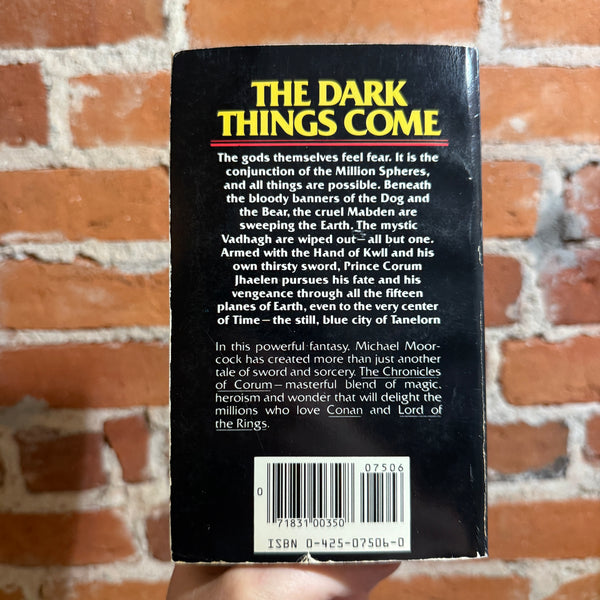 THE DARK
THINGS COME
The gods themselves feel fear. It is the
conjunction of the Million Spheres,
and all things are possible. Beneath
the bloody banners of the Dog and
the Bear, the cruel Mabden are
sweeping the Earth. The mystic
Vadhagh are wiped out—all but one.
Armed with the Hand of Kwll and his
own thirsty sword, Prince Corum
Jhaelen pursues his fate and his
vengeance through all the fifteen
planes of Earth, even to the very center
of Time—the still, blue city of Tanelorn
In this powerful fantasy, Michael Moor-
cock has created more than just another
tale of sword and sorcery. The Chronicles
of Corum—masterful blend of magic,
heroism and wonder that will delight the
millions who love Conan and Lord of
the Rings.
07506
0
71831 00350
ISBN 0-425-07506-0